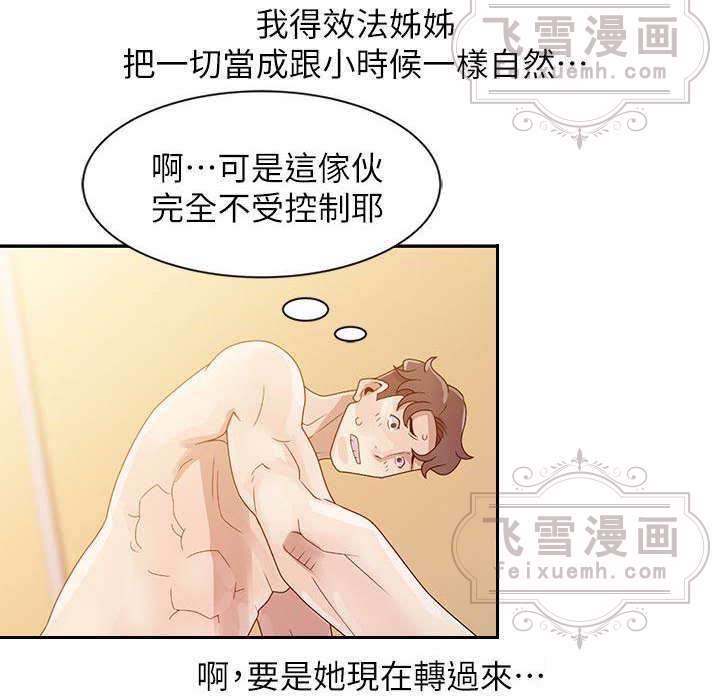 我得效法姊姊
把一切當成跟小時候一樣自然⋯
啊⋯可是這傢伙
完全不受控制耶
啊，要是她現在轉過來⋯
飞雪漫画
feixuemh.com
飞雪漫画
feixuemh.com